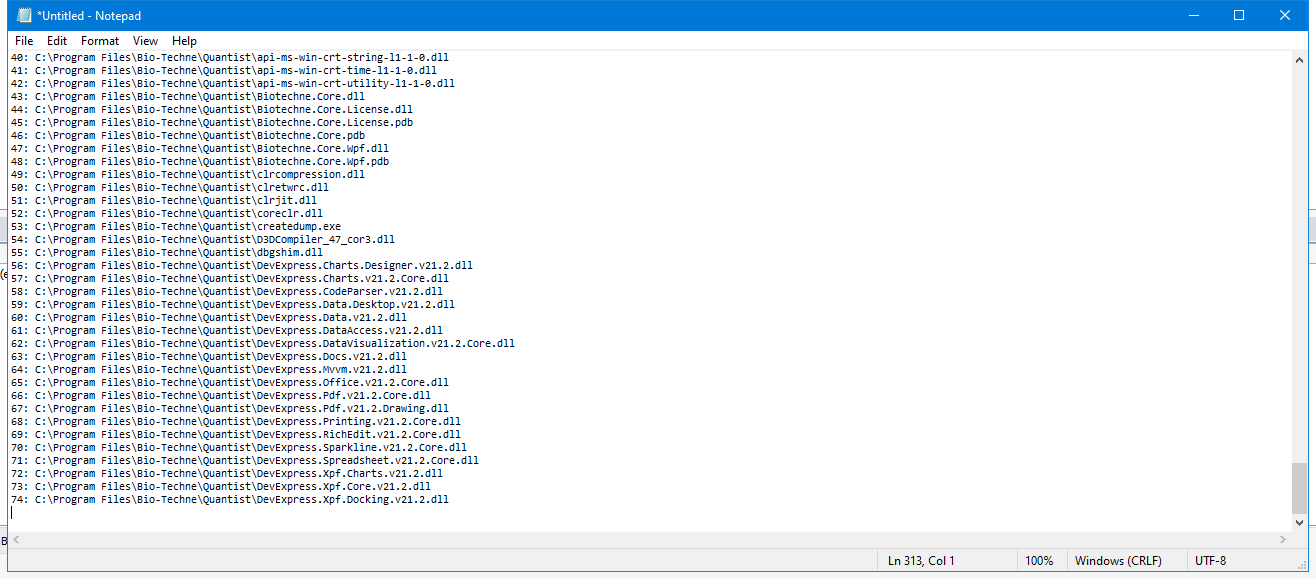 *Untitled - Notepad
File Edit Format View Help
40: C:\Program Files\Bio-Techne\Quantist\api-ms-win-crt-string-l1-1-0.dll
41: C:\Program Files\Bio-Techne\Quantist\api-ms-win-crt-time-l1-1-0.dll
42: C:\Program Files\Bio-Techne\Quantist\api-ms-win-crt-utility-l1-1-0.dll
43: C:\Program Files\Bio-Techne\Quantist\Biotechne.Core.dll
44: C:\Program Files\Bio-Techne\Quantist\Biotechne.Core.License.dll
45: C:\Program Files\Bio-Techne\Quantist\Biotechne.Core.License.pdb
46: C:\Program Files\Bio-Techne\Quantist\Biotechne.Core.pdb
47: C:\Program Files\Bio-Techne\Quantist\Biotechne.Core.Wpf.dll
48: C:\Program Files\Bio-Techne\Quantist\Biotechne.Core.Wpf.pdb
49: C:\Program Files\Bio-Techne\Quantist\clrcompression.dll
50: C:\Program Files\Bio-Techne\Quantist\clretwrc.dll
51: C:\Program Files\Bio-Techne\Quantist\clrjit.dll
52: C:\Program Files\Bio-Techne\Quantist\coreclr.dll
53: C:\Program Files\Bio-Techne\Quantist\createdump.exe
54: C:\Program Files\Bio-Techne\Quantist\D3DCompiler_47_cor3.dll
55: C:\Program Files\Bio-Techne\Quantist\dbgshim.dll
56: C:\Program Files\Bio-Techne\Quantist\DevExpress.Charts.Designer.v21.2.dll
57: C:\Program Files\Bio-Techne\Quantist\DevExpress.Charts.v21.2.Core.dll
58: C:\Program Files\Bio-Techne\Quantist\DevExpress.CodeParser.v21.2.dll
59: C:\Program Files\Bio-Techne\Quantist\DevExpress.Data.Desktop.v21.2.dll
60: C:\Program Files\Bio-Techne\Quantist\DevExpress.Data.v21.2.dll
61: C:\Program Files\Bio-Techne\Quantist\DevExpress.DataAccess.v21.2.dll
62: C:\Program Files\Bio-Techne\Quantist\DevExpress.DataVisualization.v21.2.Core.dll
63: C:\Program Files\Bio-Techne\Quantist\DevExpress.Docs.v21.2.dll
64: C:\Program Files\Bio-Techne\Quantist\DevExpress.Mvvm.v21.2.dll
65: C:\Program Files\Bio-Techne\Quantist\DevExpress.Office.v21.2.Core.dll
66: C:\Program Files\Bio-Techne\Quantist\DevExpress.Pdf.v21.2.Core.dll
67: C:\Program Files\Bio-Techne\Quantist\DevExpress.Pdf.v21.2.Drawing.dll
68: C:\Program Files\Bio-Techne\Quantist\DevExpress.Printing.v21.2.Core.dll
69: C:\Program Files\Bio-Techne\Quantist\DevExpress.RichEdit.v21.2.Core.dll
70: C:\Program Files\Bio-Techne\Quantist\DevExpress.Sparkline.v21.2.Core.dll
71: C:\Program Files\Bio-Techne\Quantist\DevExpress.Spreadsheet.v21.2.Core.dll
72: C:\Program Files\Bio-Techne\Quantist\DevExpress.Xpf.Charts.v21.2.dll
73: C:\Program Files\Bio-Techne\Quantist\DevExpress.Xpf.Core.v21.2.dll
74: C:\Program Files\Bio-Techne\Quantist\DevExpress.Xpf.Docking.v21.2.dll
Ln 313, Col 1 100% Windows (CRLF) UTF-8